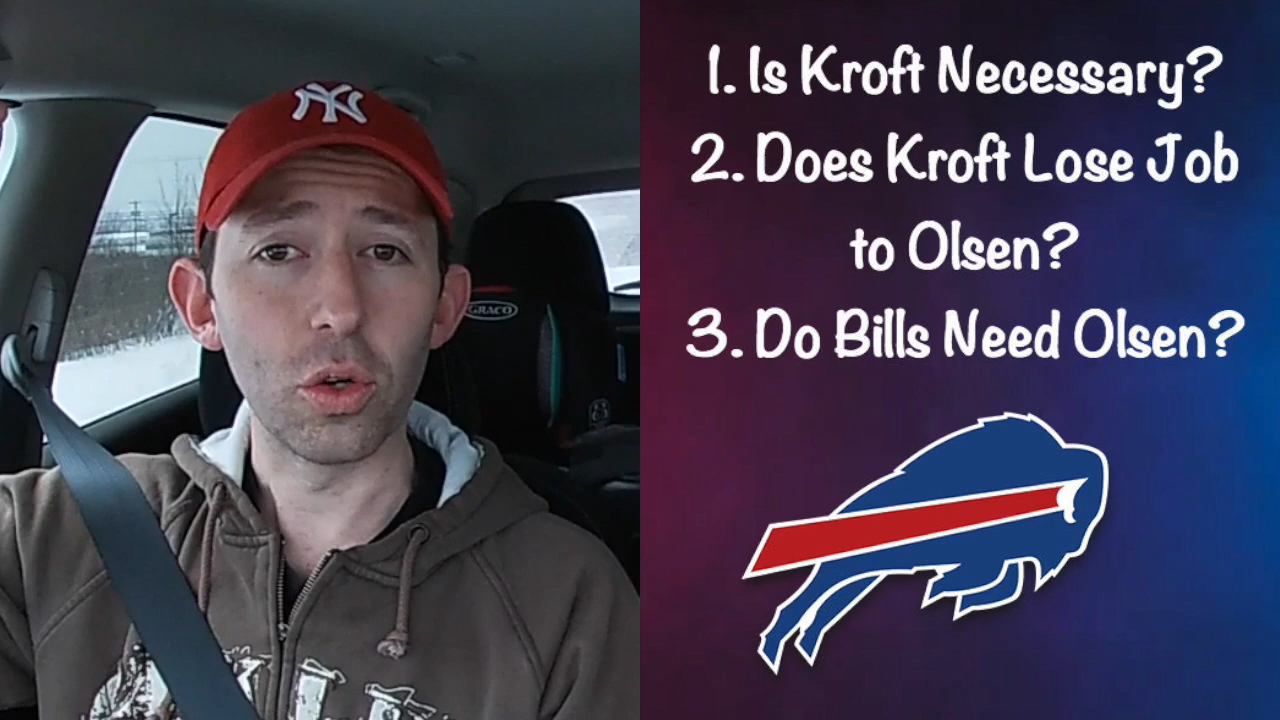 NY
GRACO
1. Is Kroft Necessary?
2. Does Kroft Lose Job
to Olsen?
3. Do Bills Need Olsen?